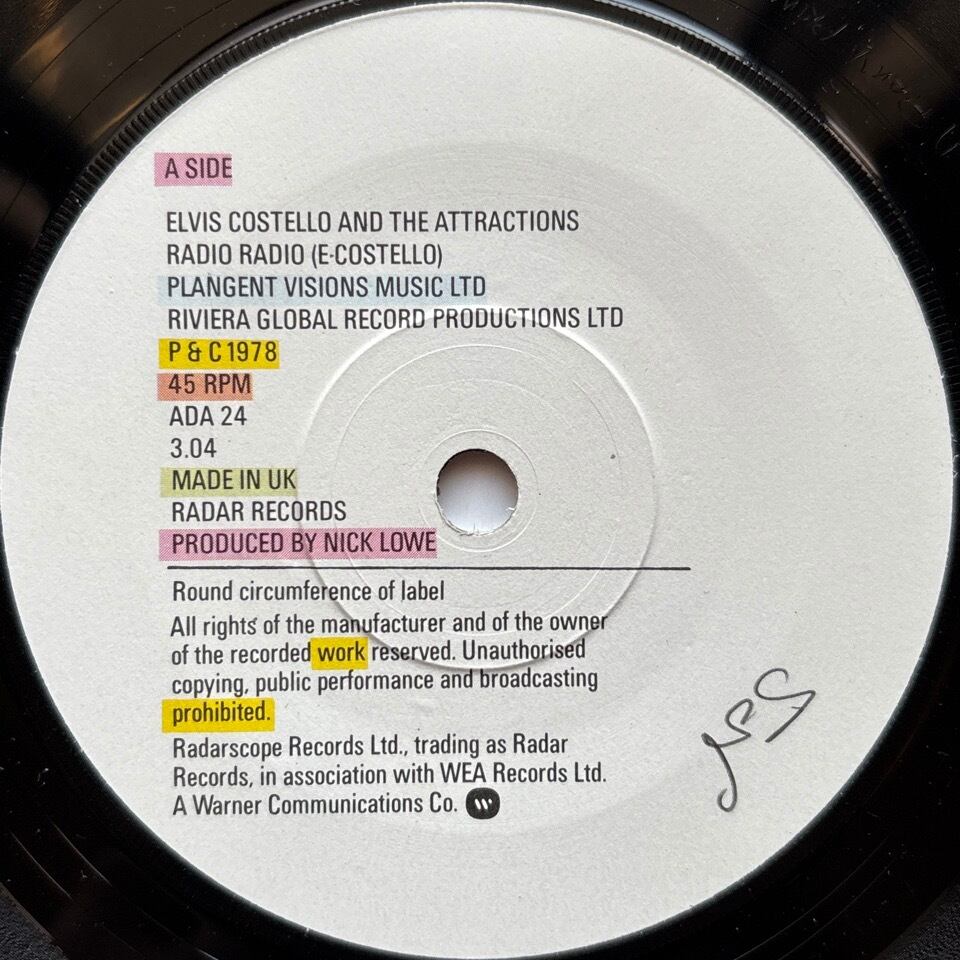 A SIDE
ELVIS COSTELLO AND THE ATTRACTIONS
RADIO RADIO (E·COSTELLO)
PLANGENT VISIONS MUSIC LTD
RIVIERA GLOBAL RECORD PRODUCTIONS LTD
P & C 1978
45 RPM
ADA 24
3.04
MADE IN UK
RADAR RECORDS
PRODUCED BY NICK LOWE
Round circumference of label
All rights of the manufacturer and of the owner
of the recorded work reserved. Unauthorised
copying, public performance and broadcasting
prohibited.
Radarscope Records Ltd., trading as Radar
Records, in association with WEA Records Ltd.
A Warner Communications Co.